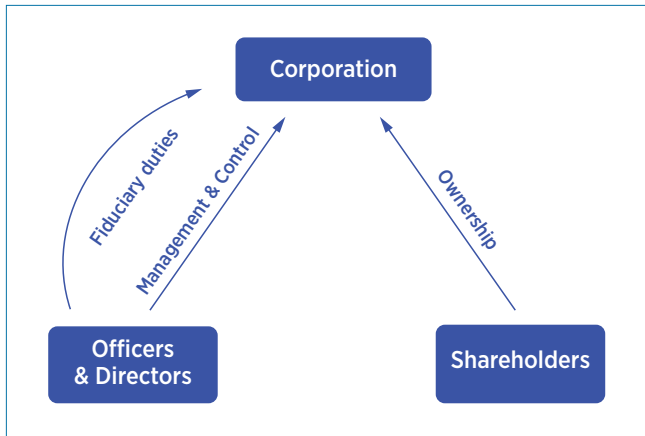 Corporation
Fiduciary duties
Management & Control
Ownership
Officers
& Directors
Shareholders